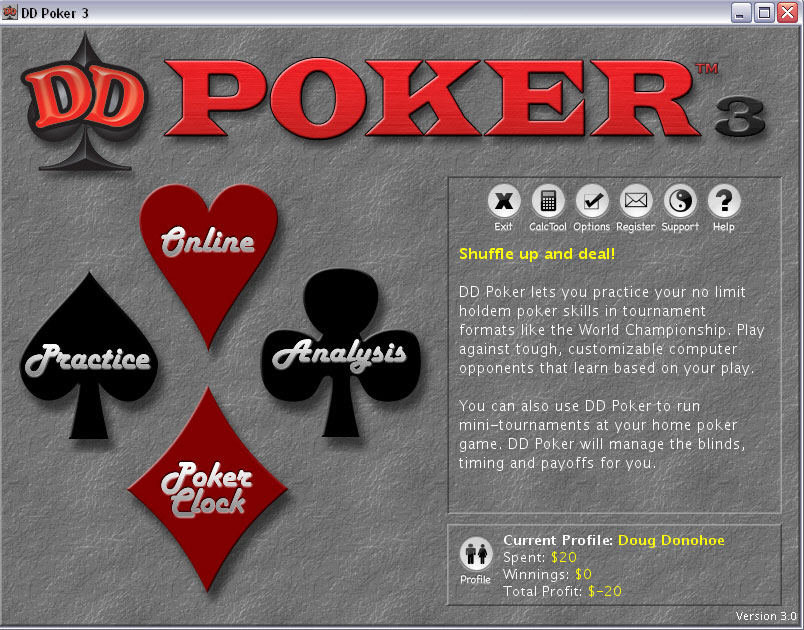 DD Poker 3
DD POKER™ 3
Online
Practice
Analysis
Poker
Clock
Exit CalcTool Options Register Support Help
Shuffle up and deal!
DD Poker lets you practice your no limit
holdem poker skills in tournament
formats like the World Championship. Play
against tough, customizable computer
opponents that learn based on your play.
You can also use DD Poker to run
mini-tournaments at your home poker
game. DD Poker will manage the blinds,
timing and payoffs for you.
Profile
Current Profile: Doug Donohoe
Spent: $20
Winnings: $0
Total Profit: $-20
Version 3.0